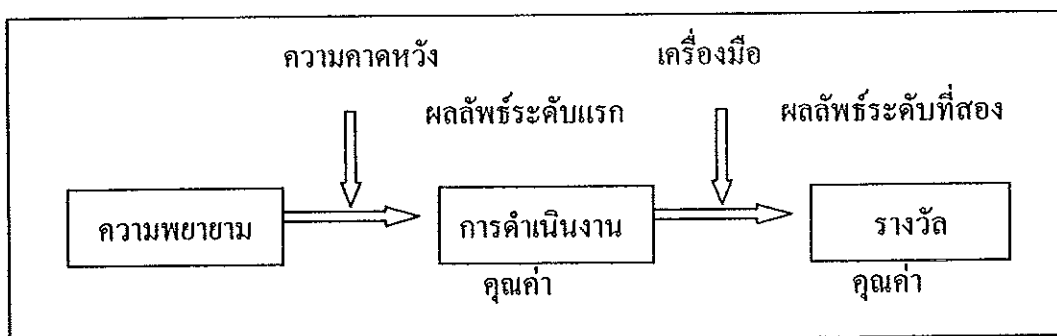 ความคาดหวัง เครื่องมือ
ผลลัพธ์ระดับแรก ผลลัพธ์ระดับที่สอง
ความพยายาม การดำเนินงาน รางวัล
คุณค่า คุณค่า